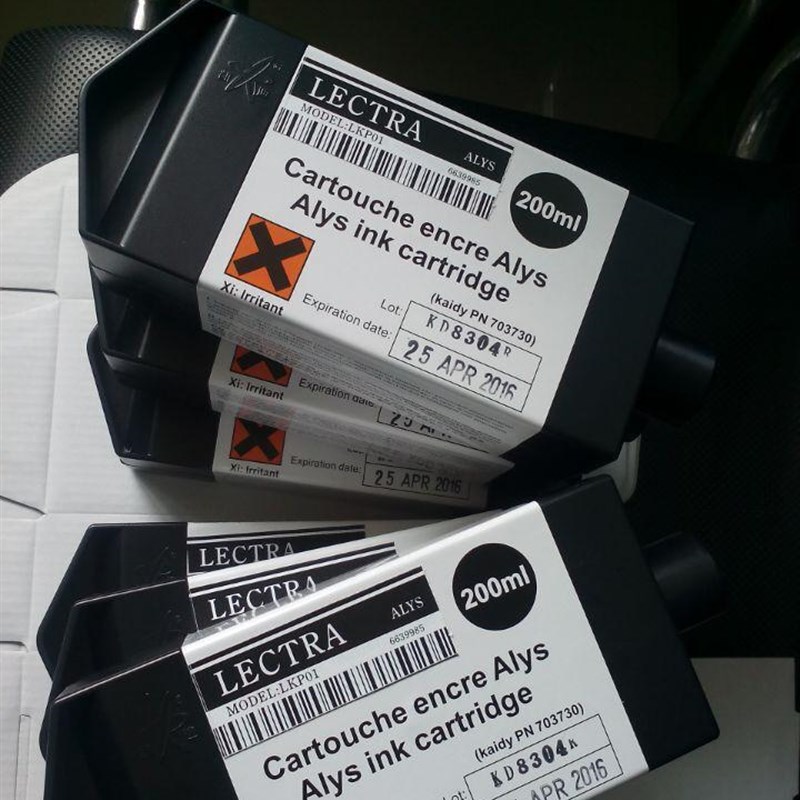 LECTRA
MODEL:LKP01
ALYS
6639985
200ml
Cartouche encre Alys
Alys ink cartridge
(kaidy PN 703730)
Xi: Irritant
Lot: KD8304R
Expiration date: 25 APR 2016
Xi: Irritant
Expiration date:
Xi: Irritant
Expiration date: 25 APR 2016
LECTRA
LECTRA
LECTRA
ALYS
MODEL:LKP01
6639985
200ml
Cartouche encre Alys
Alys ink cartridge
(kaidy PN 703730)
Lot: KD8304
APR 2016